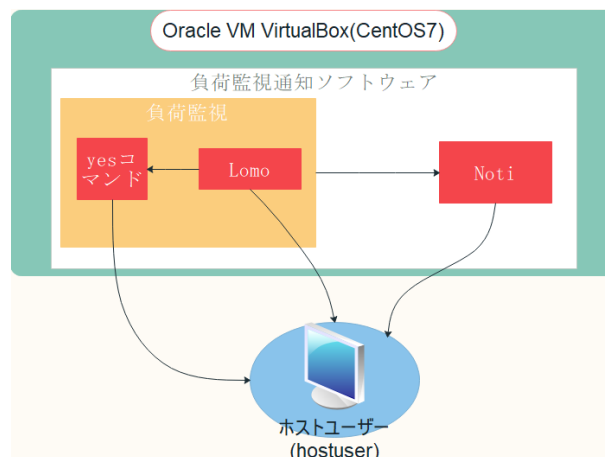 Oracle VM VirtualBox(CentOS7)
負荷監視通知ソフトウェア
負荷監視
yesコ
マンド
Lomo
Noti
ホストユーザー
(hostuser)